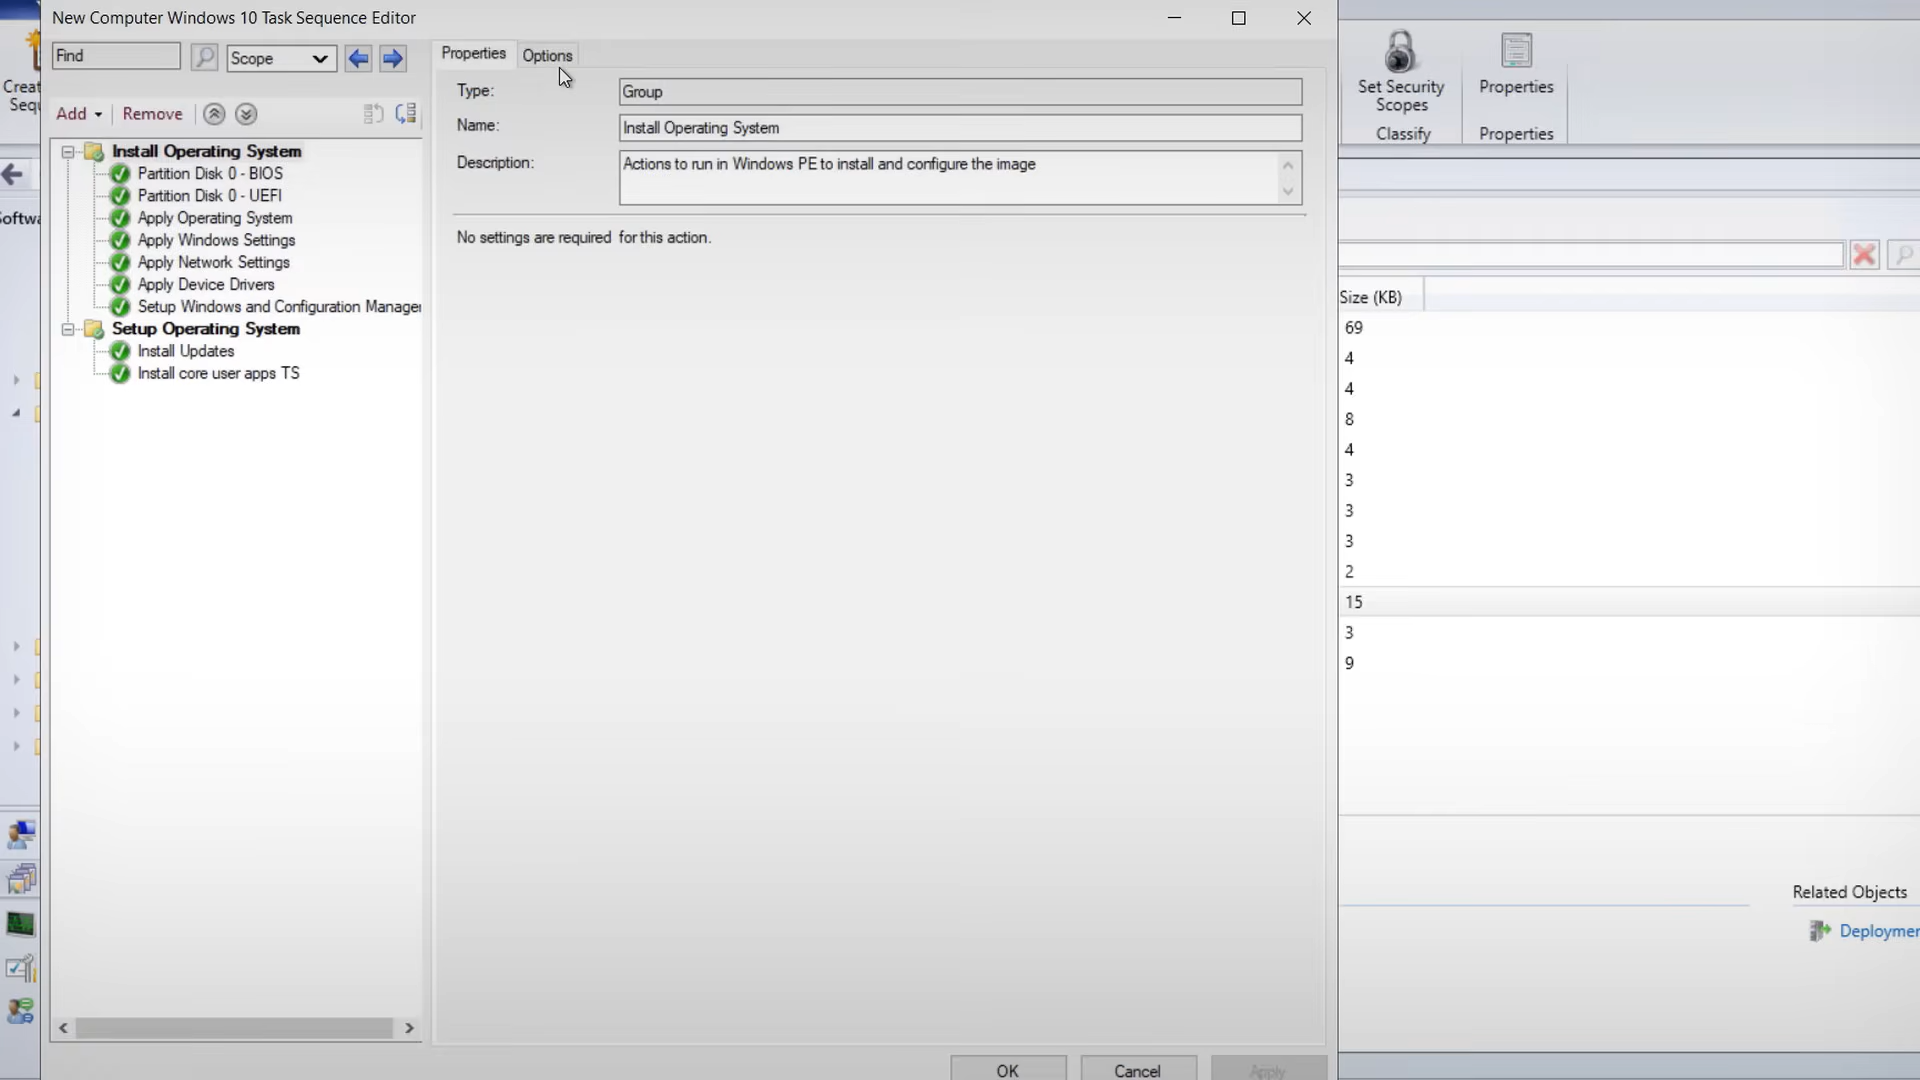 New Computer Windows 10 Task Sequence Editor
Find
Scope
Add
Remove
Install Operating System
Partition Disk 0 - BIOS
Partition Disk 0 - UEFI
Apply Operating System
Apply Windows Settings
Apply Network Settings
Apply Device Drivers
Setup Windows and Configuration Manager
Setup Operating System
Install Updates
Install core user apps TS
Properties
Options
Type:
Group
Name:
Install Operating System
Description:
Actions to run in Windows PE to install and configure the image
No settings are required for this action.
OK
Cancel
Apply
Creat
Sequ
Softwa
Set Security
Scopes
Classify
Properties
Properties
Size (KB)
69
4
4
8
4
3
3
3
2
15
3
9
Related Objects
Deploymen